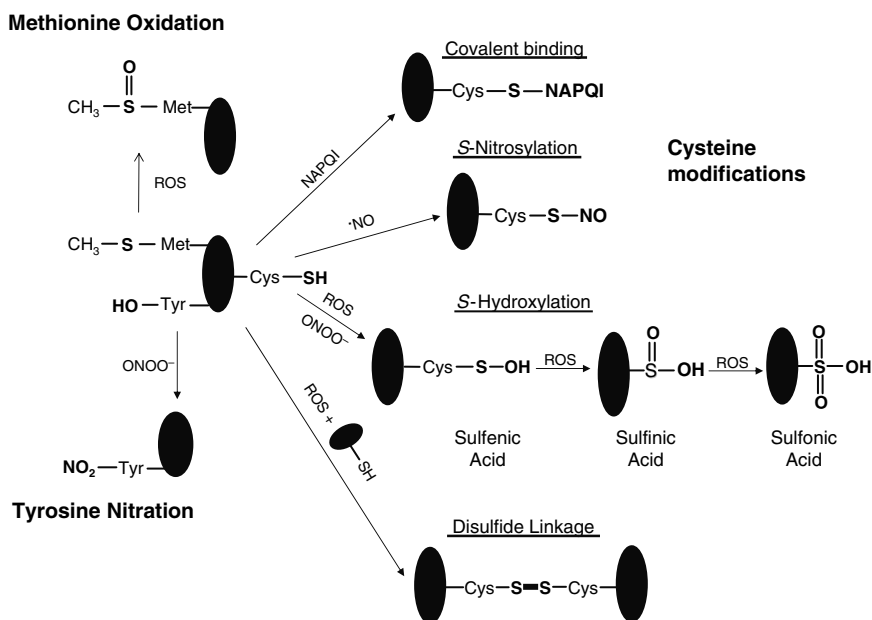 Methionine Oxidation
O
CH₃—S—Met
ROS
CH₃—S—Met
HO—Tyr
Cys—SH
ONOO⁻
NO₂—Tyr
Tyrosine Nitration
Covalent binding
Cys—S—NAPQI
NAPQI
S-Nitrosylation
Cys—S—NO
•NO
Cysteine
modifications
S-Hydroxylation
ROS
ONOO⁻
Cys—S—OH
ROS
O
S—OH
ROS
O
S—OH
O
Sulfenic
Acid
Sulfinic
Acid
Sulfonic
Acid
ROS +
SH
Disulfide Linkage
Cys—S—S—Cys